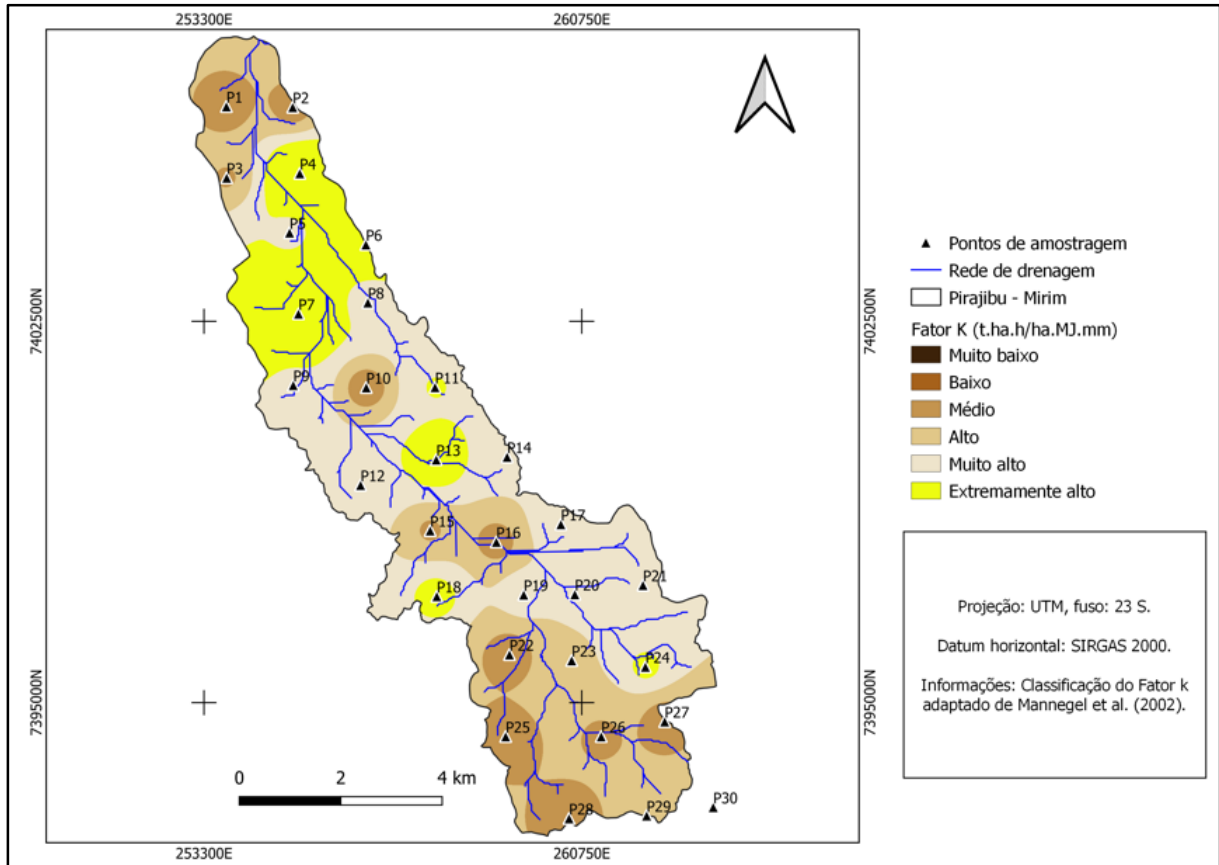 253300E
260750E
P1
P2
P3
P4
P5
P6
P7
P8
7402500N
7402500N
P9
P10
P11
P12
P13
P14
P15
P16
P17
P18
P19
P20
P21
P22
P23
P24
7395000N
7395000N
P25
P26
P27
P28
P29
P30
0
2
4 km
253300E
260750E
Pontos de amostragem
Rede de drenagem
Pirajibu - Mirim
Fator K (t.ha.h/ha.MJ.mm)
Muito baixo
Baixo
Médio
Alto
Muito alto
Extremamente alto
Projeção: UTM, fuso: 23 S.
Datum horizontal: SIRGAS 2000.
Informações: Classificação do Fator k
adaptado de Mannegel et al. (2002).